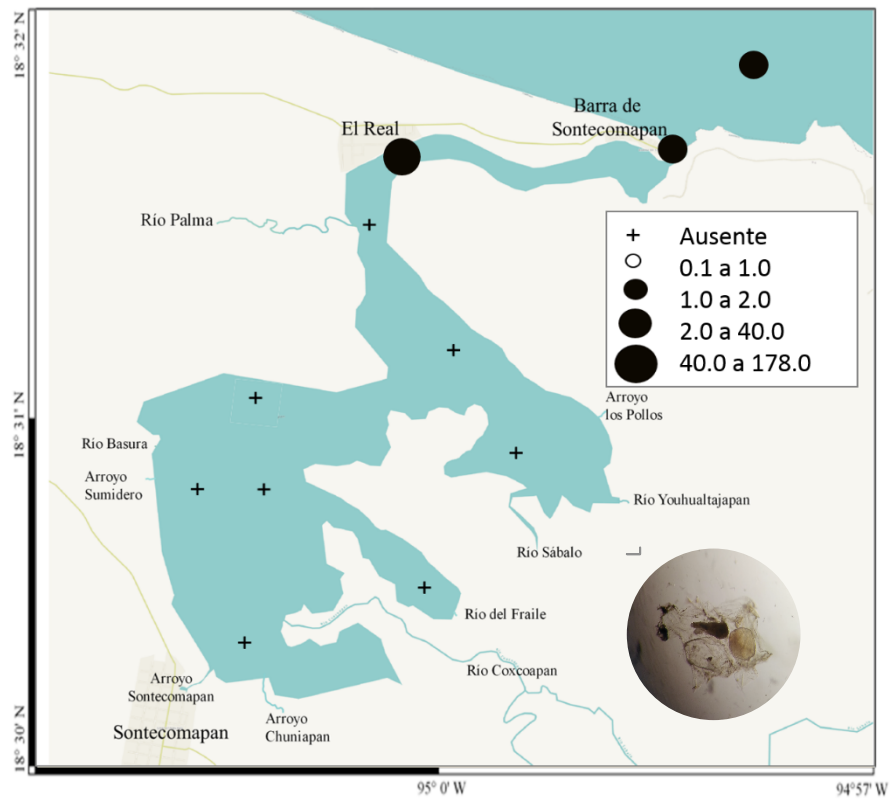 18° 32' N
Barra de
Sontecomapan
El Real
Río Palma
+ Ausente
0.1 a 1.0
1.0 a 2.0
2.0 a 40.0
40.0 a 178.0
Arroyo
los Pollos
18° 31' N
Río Basura
Arroyo
Sumidero
Río Youhualtajapan
Río Sábalo
Río del Fraile
Río Coxcoapan
Arroyo
Sontecomapan
Arroyo
Chuniapan
Sontecomapan
18° 30' N
95° 0' W
94° 57' W